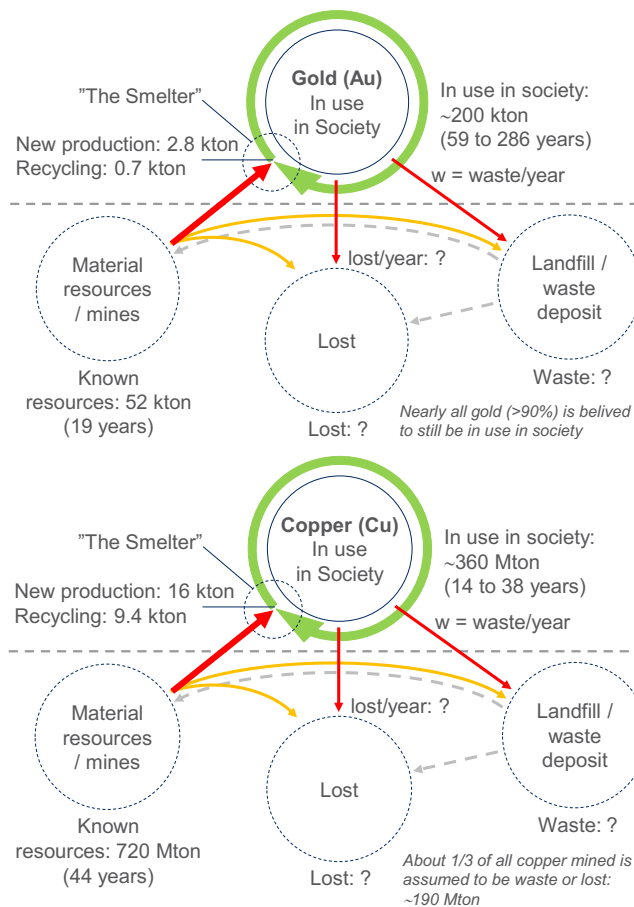 Gold (Au)
In use
in Society
"The Smelter"
New production: 2.8 kton
Recycling: 0.7 kton
In use in society:
~200 kton
(59 to 286 years)
w = waste/year
Material
resources
/ mines
lost/year: ?
Lost
Landfill /
waste
deposit
Known
resources: 52 kton
(19 years)
Lost: ?
Waste: ?
Nearly all gold (>90%) is belived
to still be in use in society
Copper (Cu)
In use
in Society
"The Smelter"
New production: 16 kton
Recycling: 9.4 kton
In use in society:
~360 Mton
(14 to 38 years)
w = waste/year
Material
resources
/ mines
lost/year: ?
Lost
Landfill /
waste
deposit
Known
resources: 720 Mton
(44 years)
Lost: ?
Waste: ?
About 1/3 of all copper mined is
assumed to be waste or lost:
~190 Mton